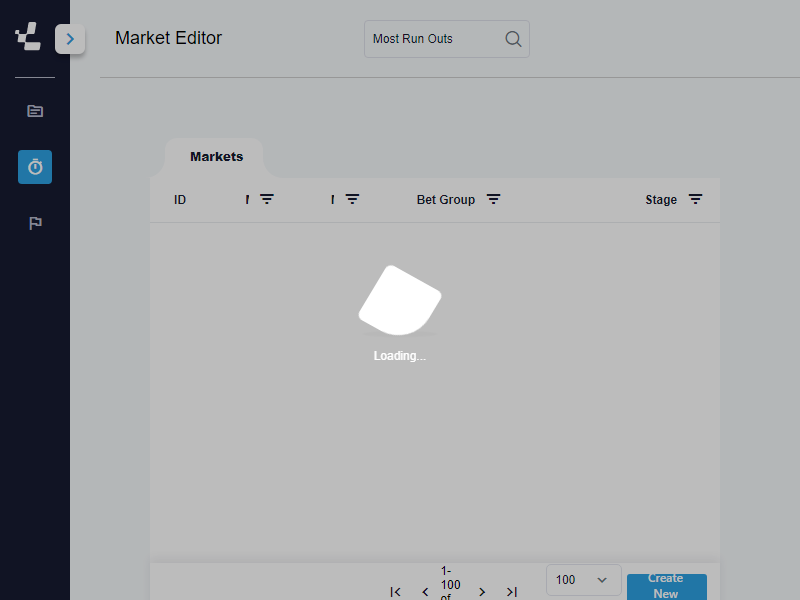 Market Editor
Most Run Outs
Markets
ID
Bet Group
Stage
Loading...
1-
100
of
100
Create
New